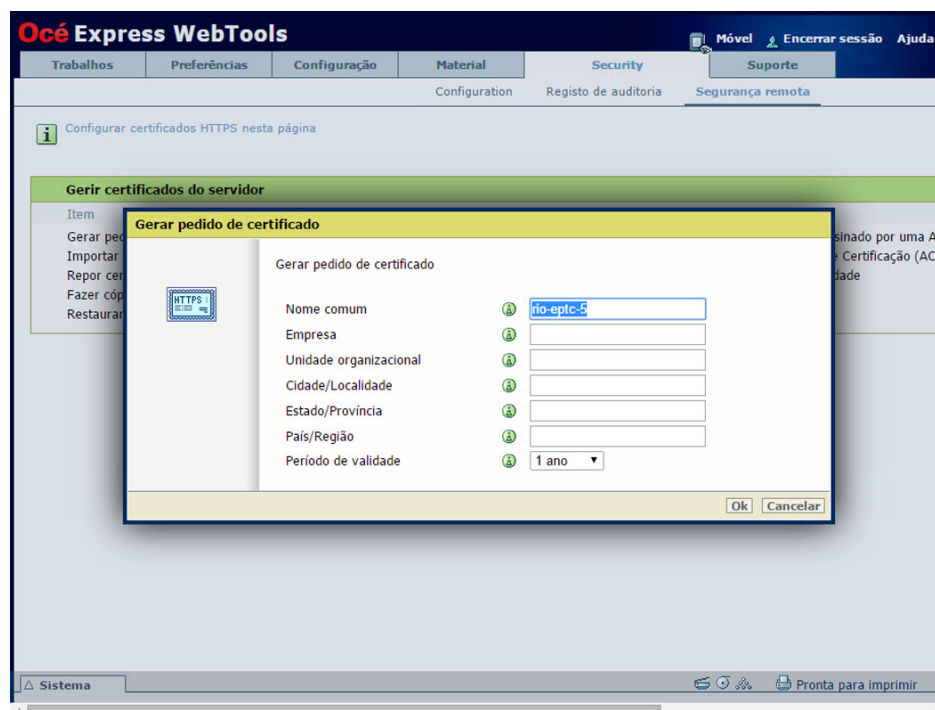 Océ Express WebTools
Móvel Encerrar sessão Ajuda
Trabalhos Preferências Configuração Material Security Suporte
Configuration Registo de auditoria Segurança remota
Configurar certificados HTTPS nesta página
Gerir certificados do servidor
Item
Gerar pedido de certificado
Gerar pedido de certificado
HTTPS
Nome comum rio-eptc-5
Empresa
Unidade organizacional
Cidade/Localidade
Estado/Província
País/Região
Período de validade 1 ano
Ok Cancelar
Gerar ped
sinado por uma A
Importar
Certificação (AC
Repor cer
dade
Fazer cóp
Restaurar
Sistema Pronta para imprimir